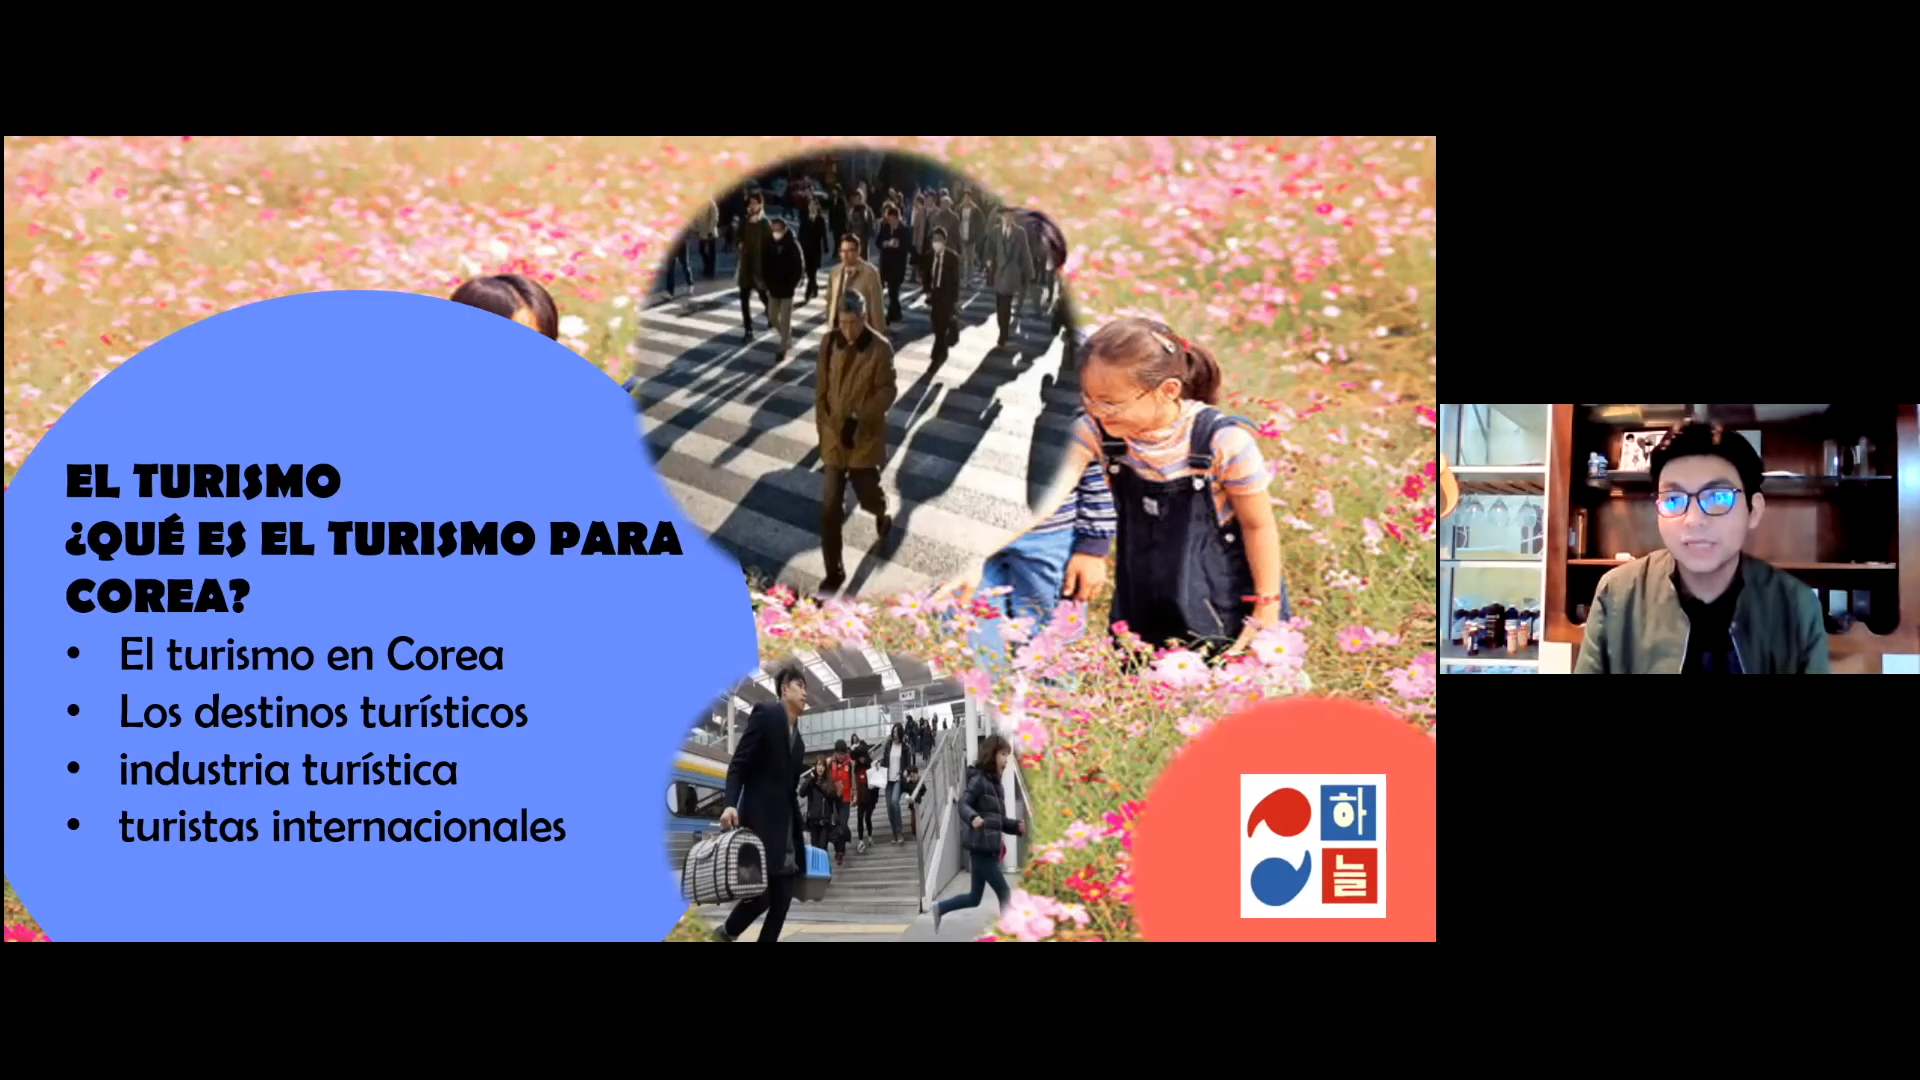 EL TURISMO
¿QUÉ ES EL TURISMO PARA
COREA?
• El turismo en Corea
• Los destinos turísticos
• industria turística
• turistas internacionales
하
늘